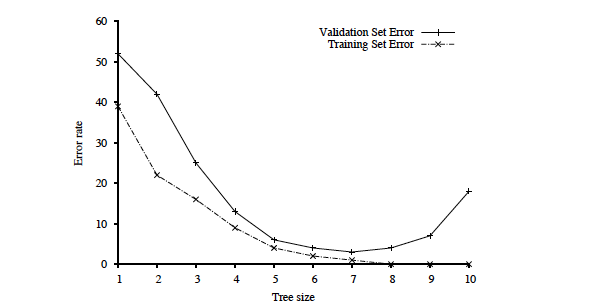 60
50
40
30
20
10
0
Error rate
Validation Set Error
Training Set Error
1 2 3 4 5 6 7 8 9 10
Tree size